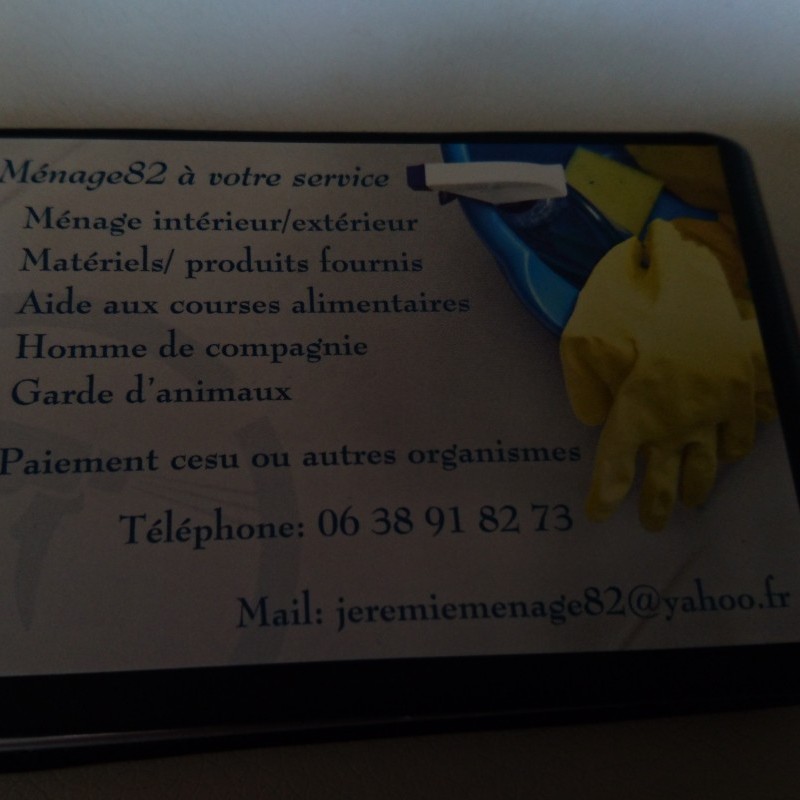 Ménage82 à votre service
Ménage intérieur/extérieur
Matériels/ produits fournis
Aide aux courses alimentaires
Homme de compagnie
Garde d'animaux
Paiement cesu ou autres organismes
Téléphone: 06 38 91 82 73
Mail: jeremiemenage82@yahoo.fr